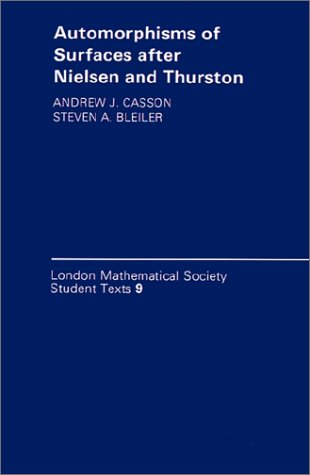 Automorphisms of
Surfaces after
Nielsen and Thurston
ANDREW J. CASSON
STEVEN A. BLEILER
London Mathematical Society
Student Texts 9